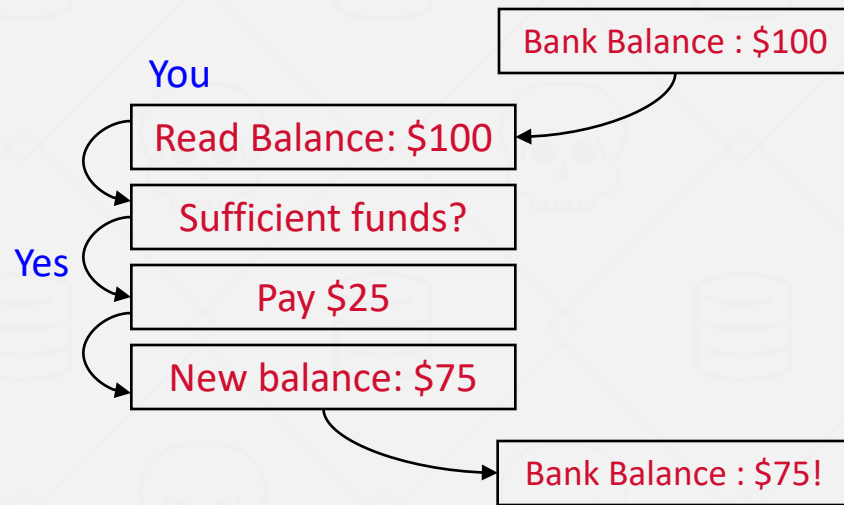 Bank Balance : $100
You
Read Balance: $100
Sufficient funds?
Yes
Pay $25
New balance: $75
Bank Balance : $75!